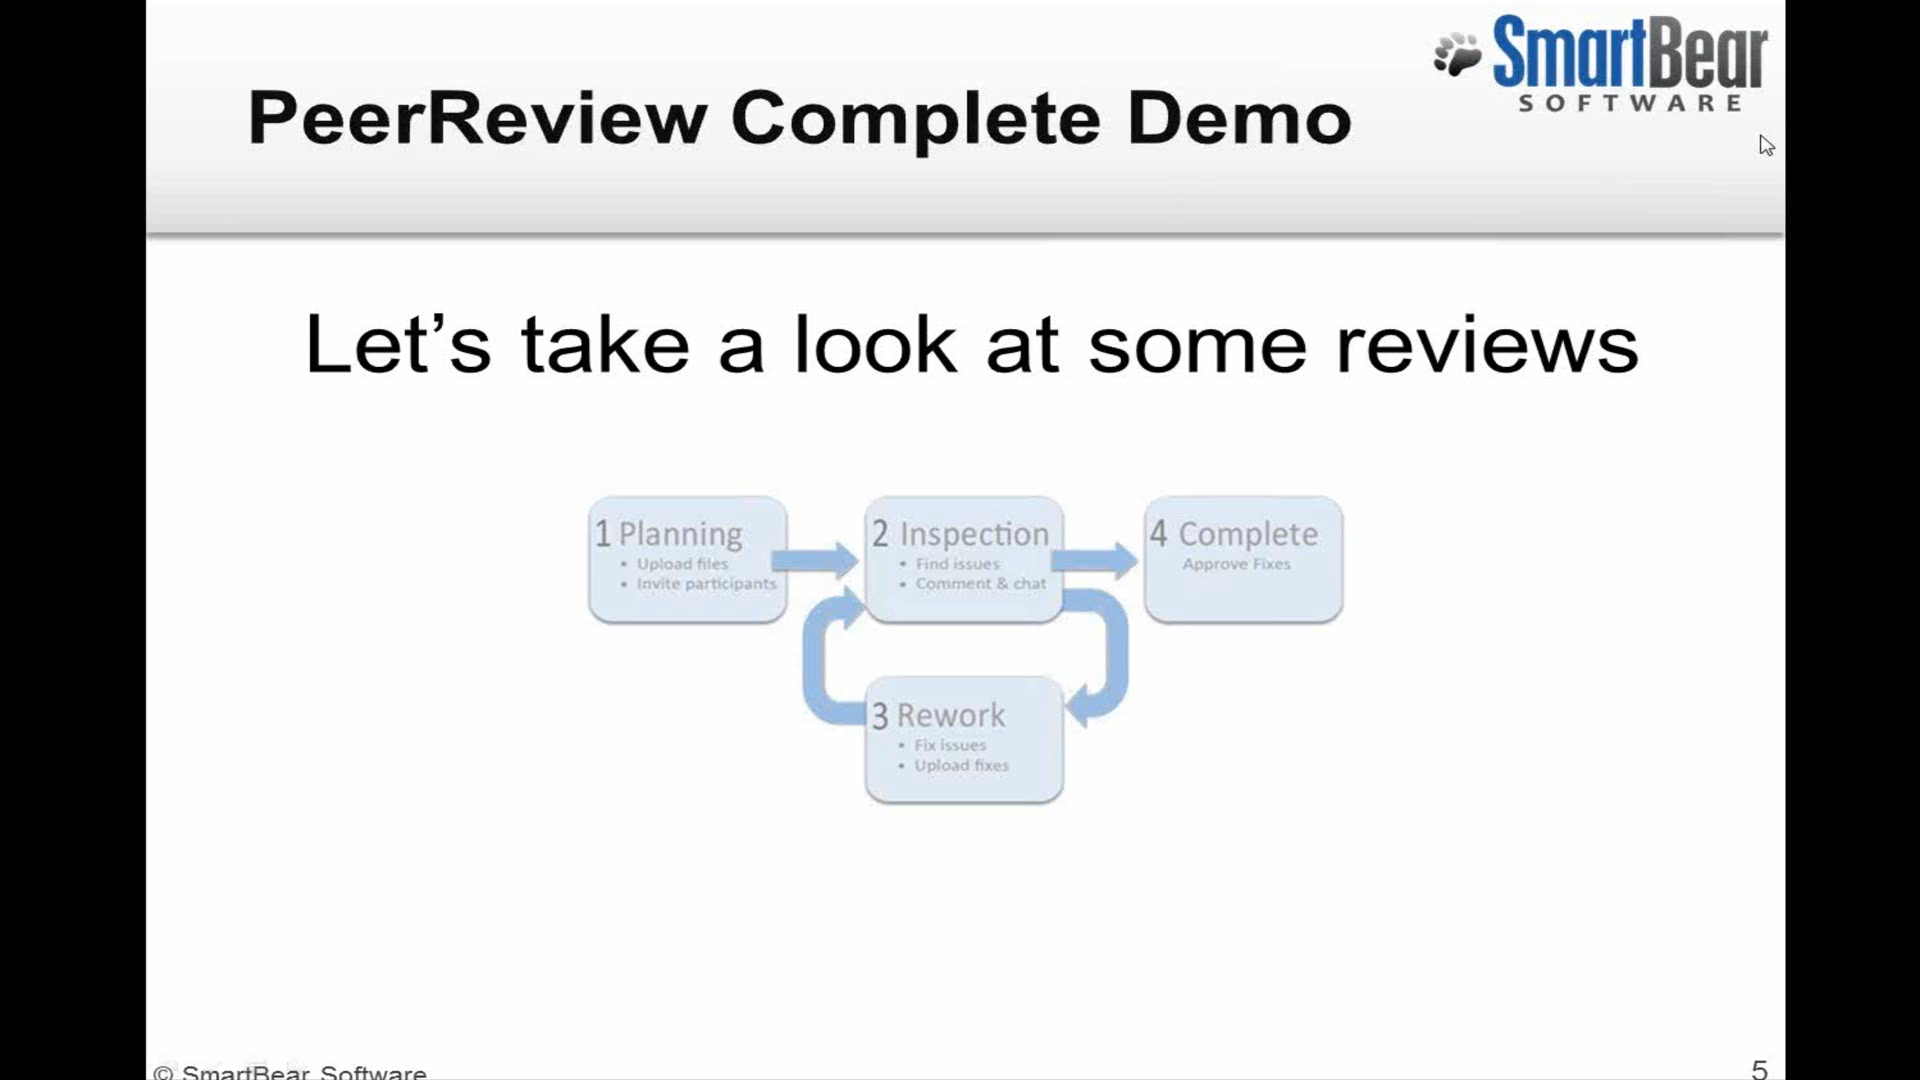 SmartBear
SOFTWARE
PeerReview Complete Demo
Let’s take a look at some reviews
1 Planning
• Upload files
• Invite participants
2 Inspection
• Find issues
• Comment & chat
4 Complete
Approve Fixes
3 Rework
• Fix issues
• Upload fixes
© SmartBear Software
5